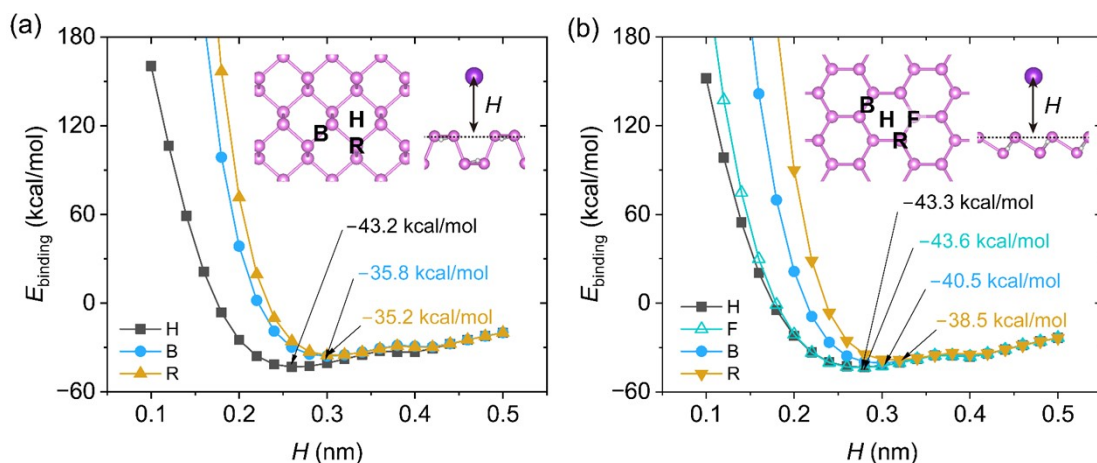 (a)
180
120
60
0
−60
E binding (kcal/mol)
B
H
R
H
−43.2 kcal/mol
−35.8 kcal/mol
−35.2 kcal/mol
H
B
R
0.1
0.2
0.3
0.4
0.5
H (nm)
(b)
180
120
60
0
−60
E binding (kcal/mol)
B
H
F
R
H
−43.3 kcal/mol
−43.6 kcal/mol
−40.5 kcal/mol
−38.5 kcal/mol
H
F
B
R
0.1
0.2
0.3
0.4
0.5
H (nm)